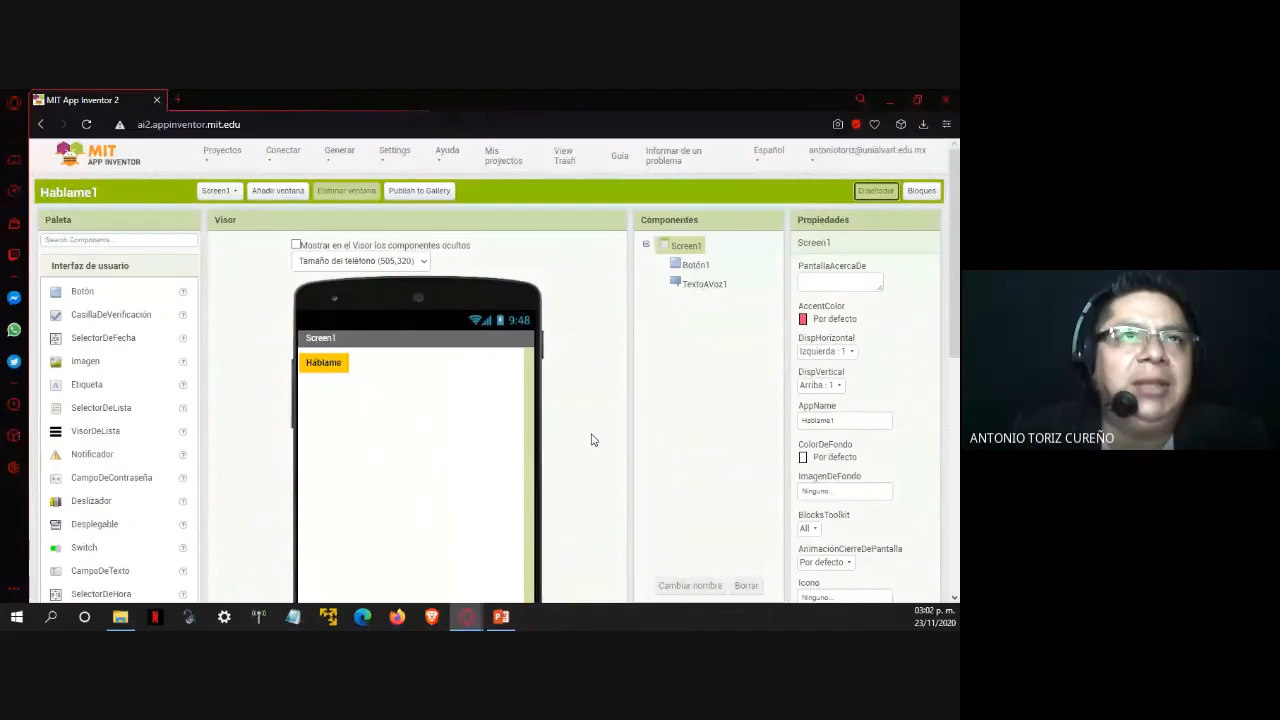 MIT App Inventor 2
ai2.appinventor.mit.edu
MIT
APP INVENTOR
Proyectos
Conectar
Generar
Settings
Ayuda
Mis
proyectos
View
Trash
Guía
Informar de un
problema
Español
antoniotoriz@unialvart.edu.mx
Hablame1
Screen1
Añadir ventana
Eliminar ventana
Publish to Gallery
Diseñador
Bloques
Paleta
Search Components...
Interfaz de usuario
Botón
CasillaDeVerificación
SelectorDeFecha
Imagen
Etiqueta
SelectorDeLista
VisorDeLista
Notificador
CampoDeContraseña
Deslizador
Desplegable
Switch
CampoDeTexto
SelectorDeHora
Visor
Mostrar en el Visor los componentes ocultos
Tamaño del teléfono (505,320)
9:48
Screen1
Háblame
Componentes
Screen1
Botón1
TextoAVoz1
Cambiar nombre
Borrar
Propiedades
Screen1
PantallaAcercaDe
AccentColor
Por defecto
DispHorizontal
Izquierda : 1
DispVertical
Arriba : 1
AppName
Hablame1
ColorDeFondo
Por defecto
ImagenDeFondo
Ninguno...
BlocksToolkit
All
AnimaciónCierreDePantalla
Por defecto
Icono
Ninguno...
03:02 p. m.
23/11/2020
ANTONIO TORIZ CUREÑO